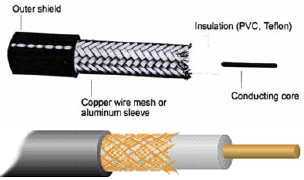 Outer shield
Insulation (PVC, Teflon)
Conducting core
Copper wire mesh or
aluminum sleeve